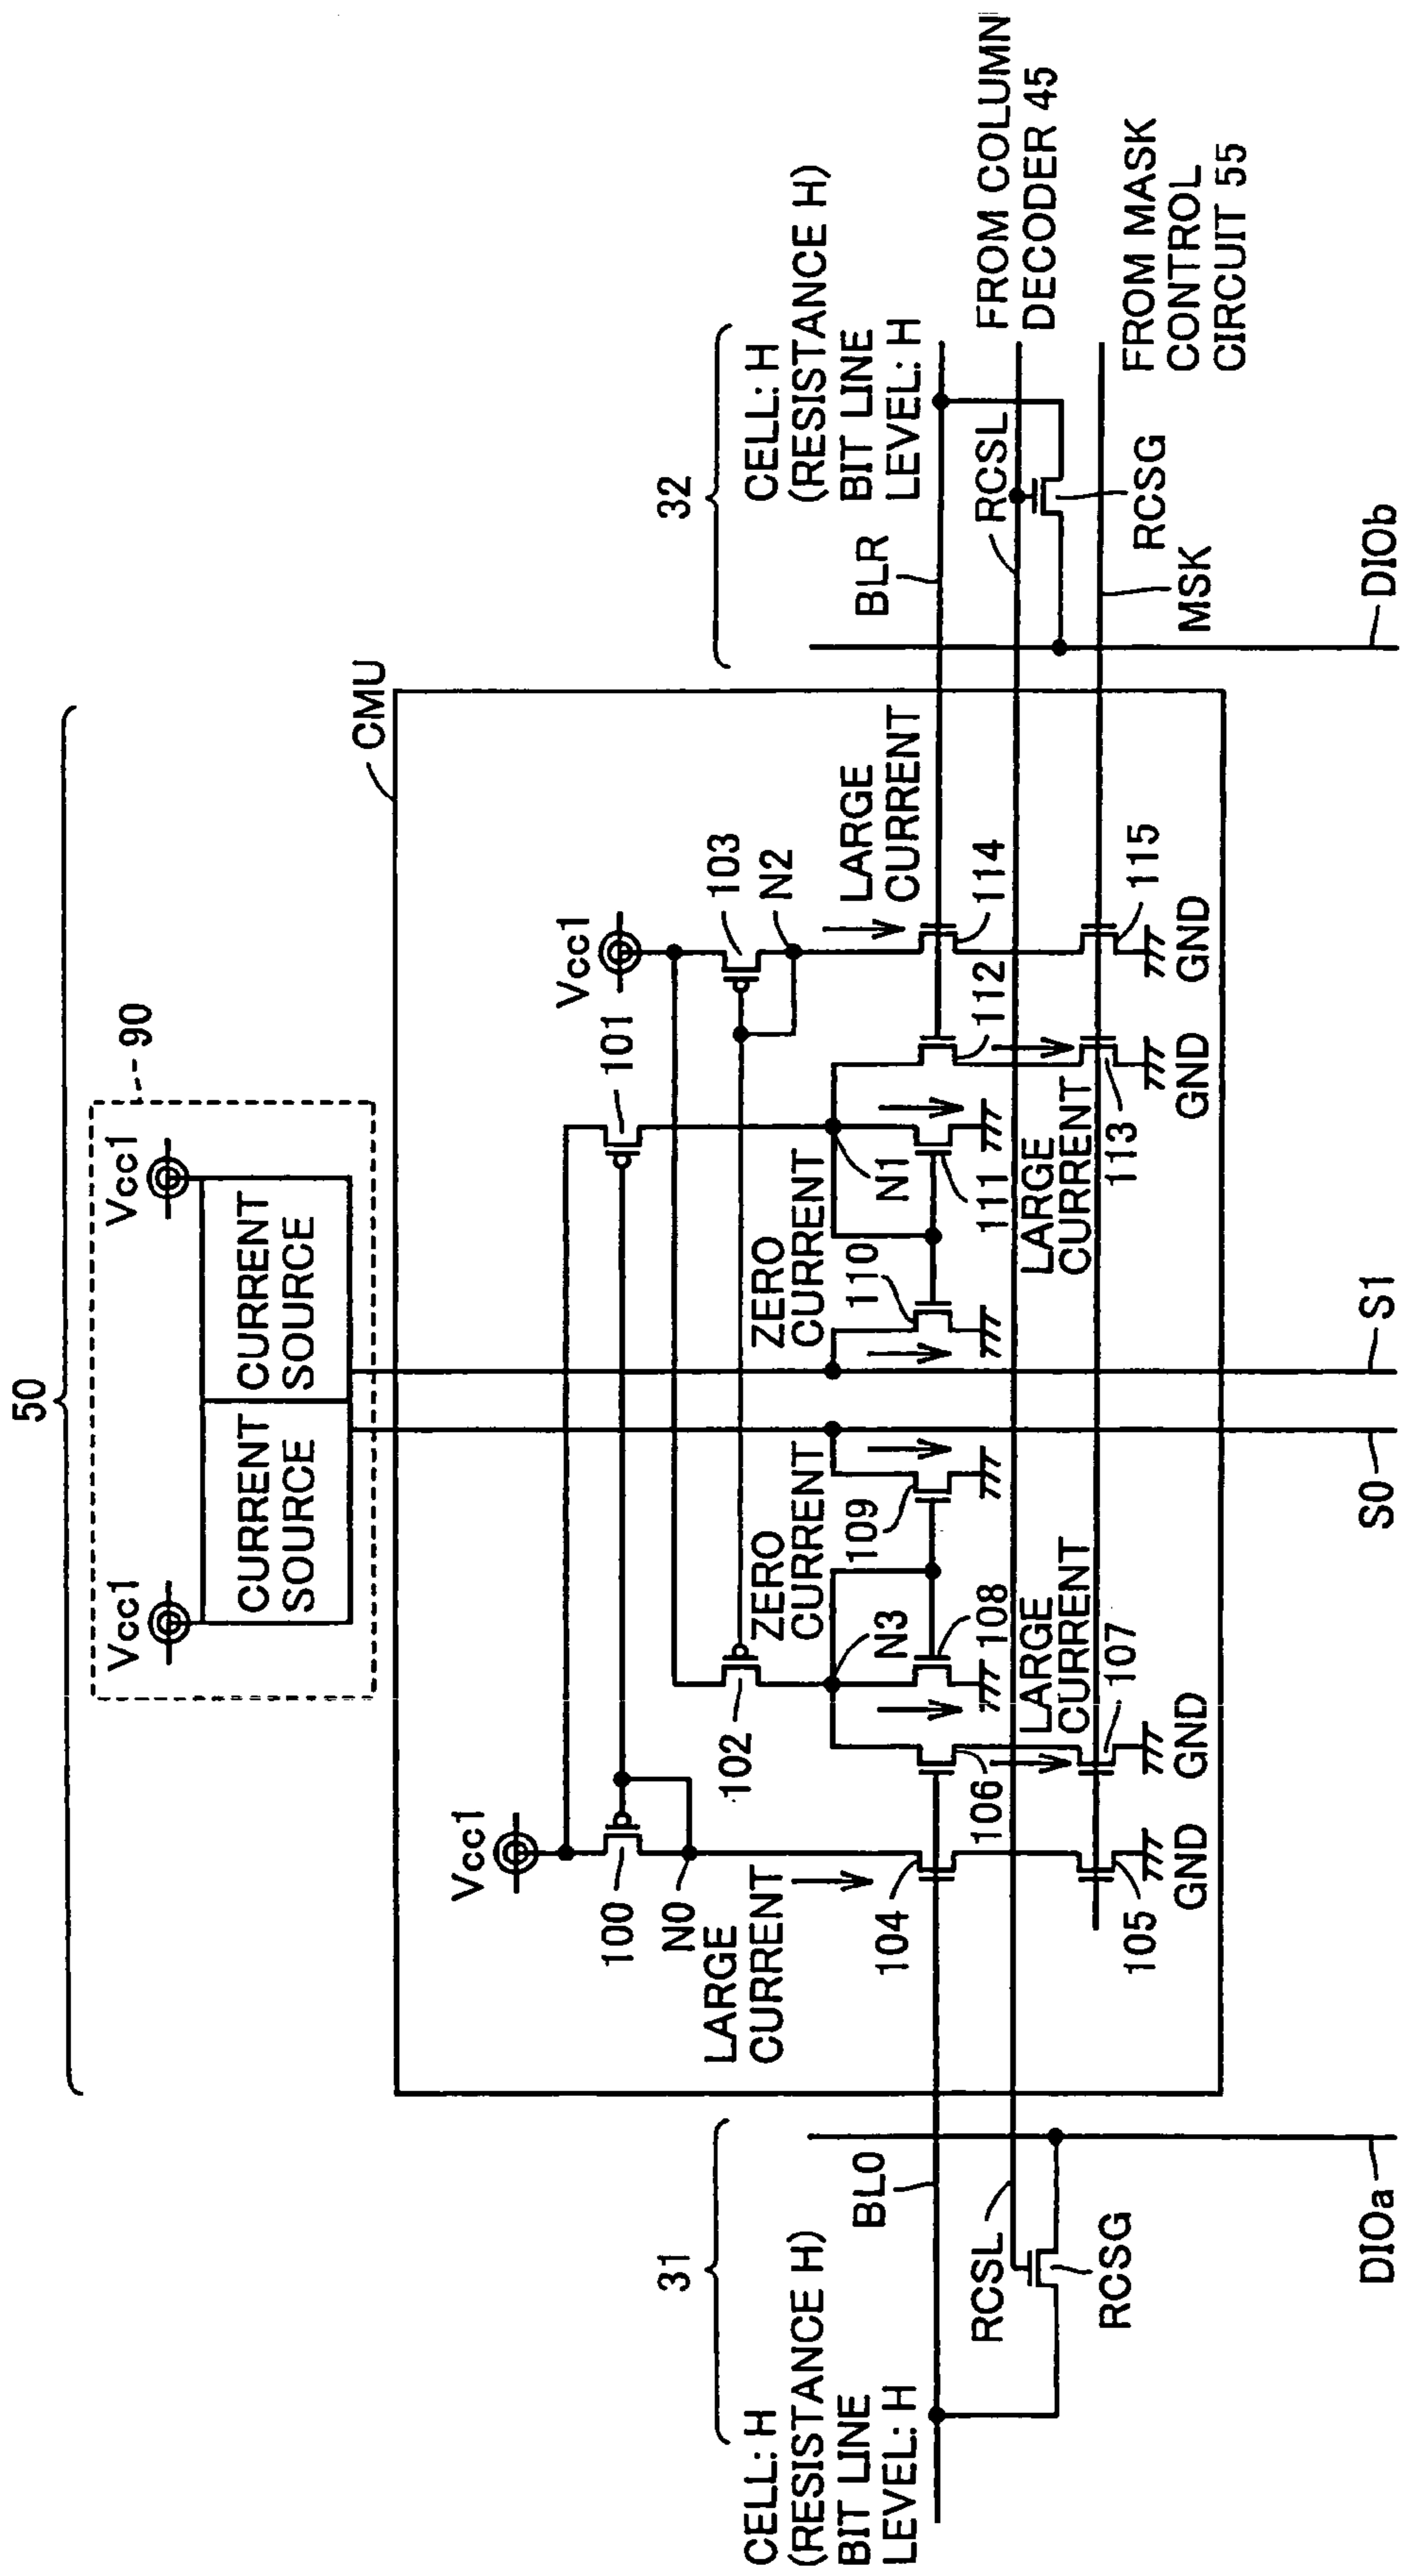 50
90
Vcc1
Vcc1
CURRENT
SOURCE
CURRENT
SOURCE
CMU
Vcc1
Vcc1
100
101
102
103
N0
N2
LARGE
CURRENT
ZERO
CURRENT
ZERO
CURRENT
LARGE
CURRENT
N3
N1
104
106
108
109
110
111
112
114
LARGE
CURRENT
LARGE
CURRENT
105
107
113
115
GND
GND
GND
GND
S0
S1
31
CELL: H
(RESISTANCE H)
BIT LINE
LEVEL: H
BL0
RCSL
RCSG
DIOa
32
CELL: H
(RESISTANCE H)
BIT LINE
LEVEL: H
BLR
RCSL
RCSG
MSK
DIOb
FROM COLUMN
DECODER 45
FROM MASK
CONTROL
CIRCUIT 55